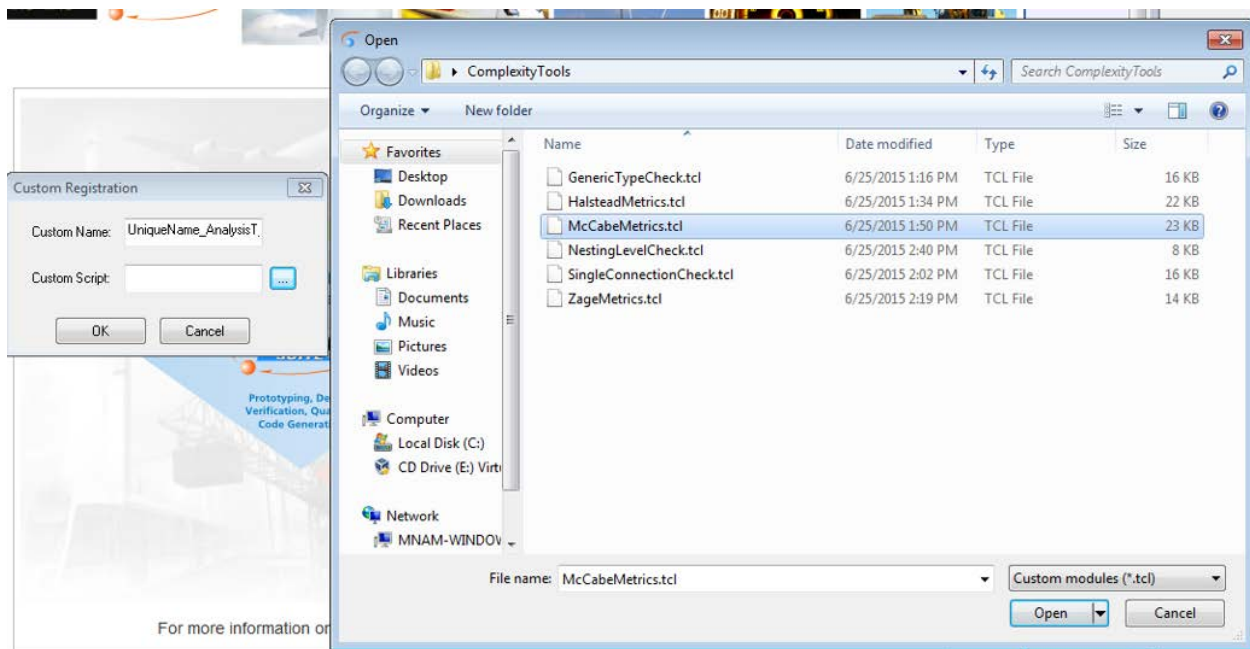 Open
ComplexityTools
Search ComplexityTools
Organize
New folder
Favorites
Desktop
Downloads
Recent Places
Libraries
Documents
Music
Pictures
Videos
Computer
Local Disk (C:)
CD Drive (E:) Virt
Network
MNAM-WINDOV
Name Date modified Type Size
GenericTypeCheck.tcl 6/25/2015 1:16 PM TCL File 16 KB
HalsteadMetrics.tcl 6/25/2015 1:34 PM TCL File 22 KB
McCabeMetrics.tcl 6/25/2015 1:50 PM TCL File 23 KB
NestingLevelCheck.tcl 6/25/2015 2:40 PM TCL File 8 KB
SingleConnectionCheck.tcl 6/25/2015 2:02 PM TCL File 16 KB
ZageMetrics.tcl 6/25/2015 2:19 PM TCL File 14 KB
File name: McCabeMetrics.tcl
Custom modules (*.tcl)
Open Cancel
Custom Registration
Custom Name: UniqueName_AnalysisT
Custom Script: ...
OK Cancel
Prototyping, De
Verification, Qua
Code Generat
For more information or